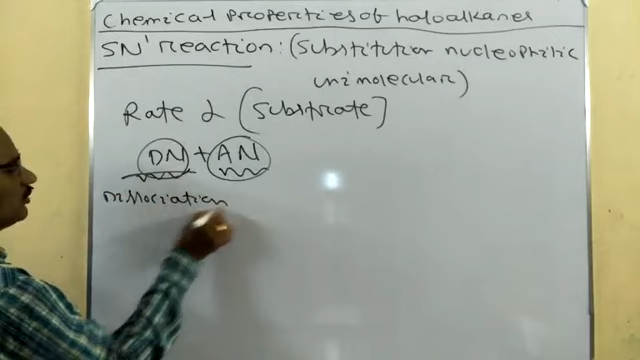 Chemical Properties of haloalkanes
SN' reaction: (Substitution nucleophilic
unimolecular)
Rate α (Substrate]
DN + AN
Dissociation